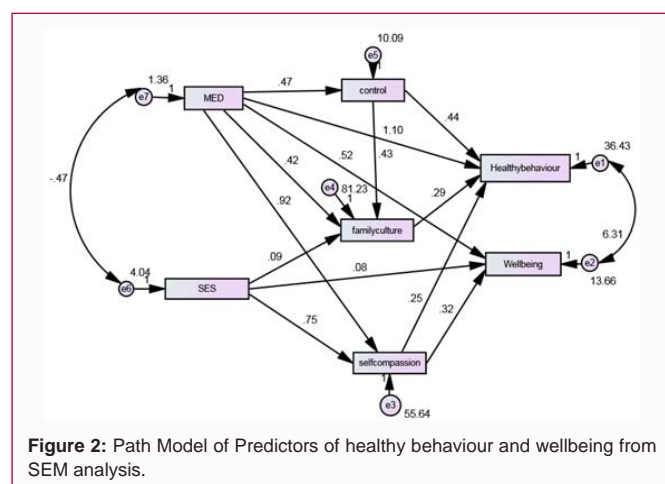 10.09
e5
1
1.36
1
e7
MED
.47
control
.44
1.10
36.43
.52
.43
1
e1
Healthybehaviour
-.47
.42
.92
e4
81.23
1
.29
familyculture
6.31
4.04
1
e6
SES
.09
.08
Wellbeing
1
e2
13.66
.25
.75
.32
selfcompassion
1
e3
55.64
Figure 2: Path Model of Predictors of healthy behaviour and wellbeing from
SEM analysis.